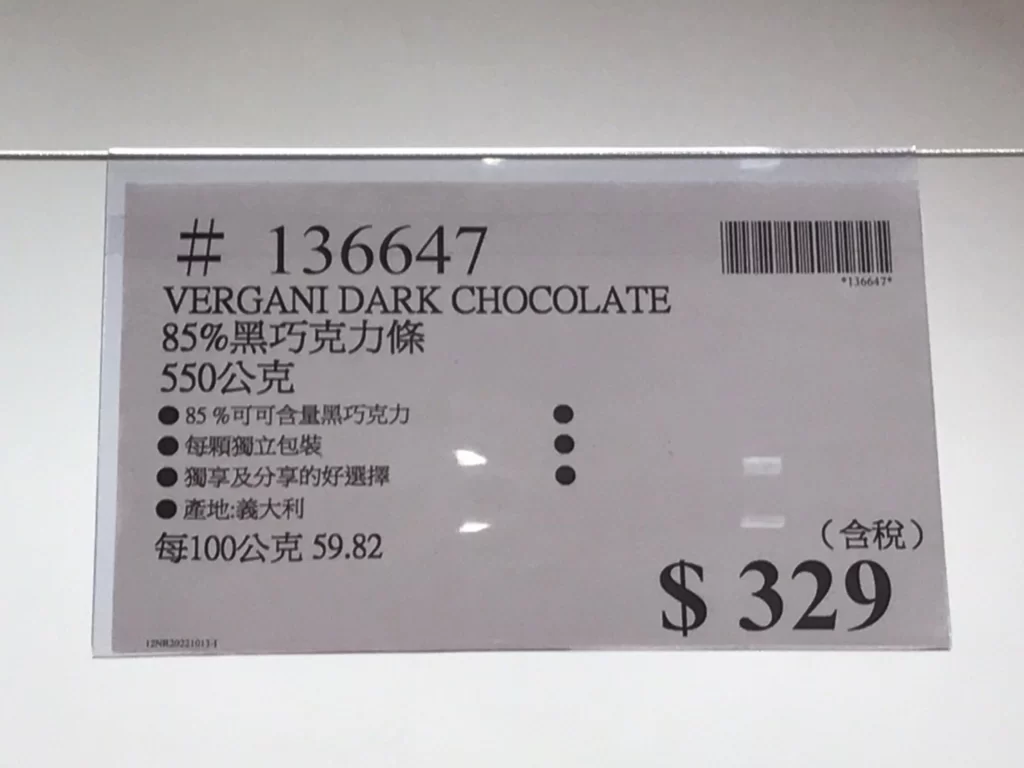 # 136647
*136647*
VERGANI DARK CHOCOLATE
85%黑巧克力條
550公克
● 85 %可可含量黑巧克力
● 每顆獨立包裝
● 獨享及分享的好選擇
● 產地:義大利
每100公克 59.82
(含稅)
$ 329
12NR20221013-1